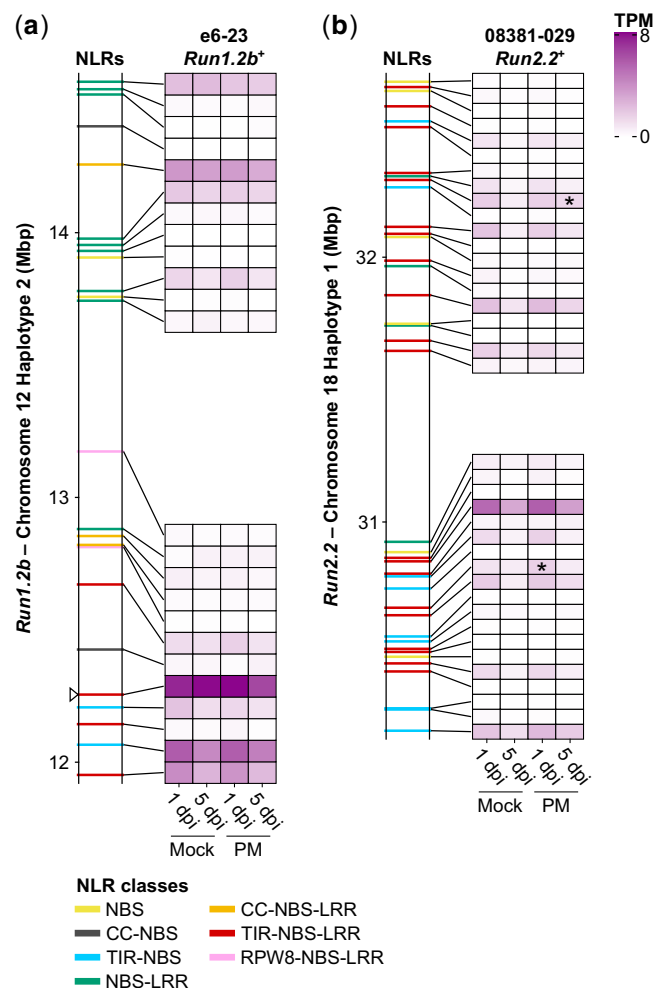 (a)
e6-23
Run1.2b+
NLRs
Run1.2b – Chromosome 12 Haplotype 2 (Mbp)
14
13
12
1 dpi
5 dpi
1 dpi
5 dpi
Mock
PM
(b)
08381-029
Run2.2+
NLRs
Run2.2 – Chromosome 18 Haplotype 1 (Mbp)
32
31
*
*
1 dpi
5 dpi
1 dpi
5 dpi
Mock
PM
TPM
8
0
NLR classes
NBS
CC-NBS
TIR-NBS
NBS-LRR
CC-NBS-LRR
TIR-NBS-LRR
RPW8-NBS-LRR